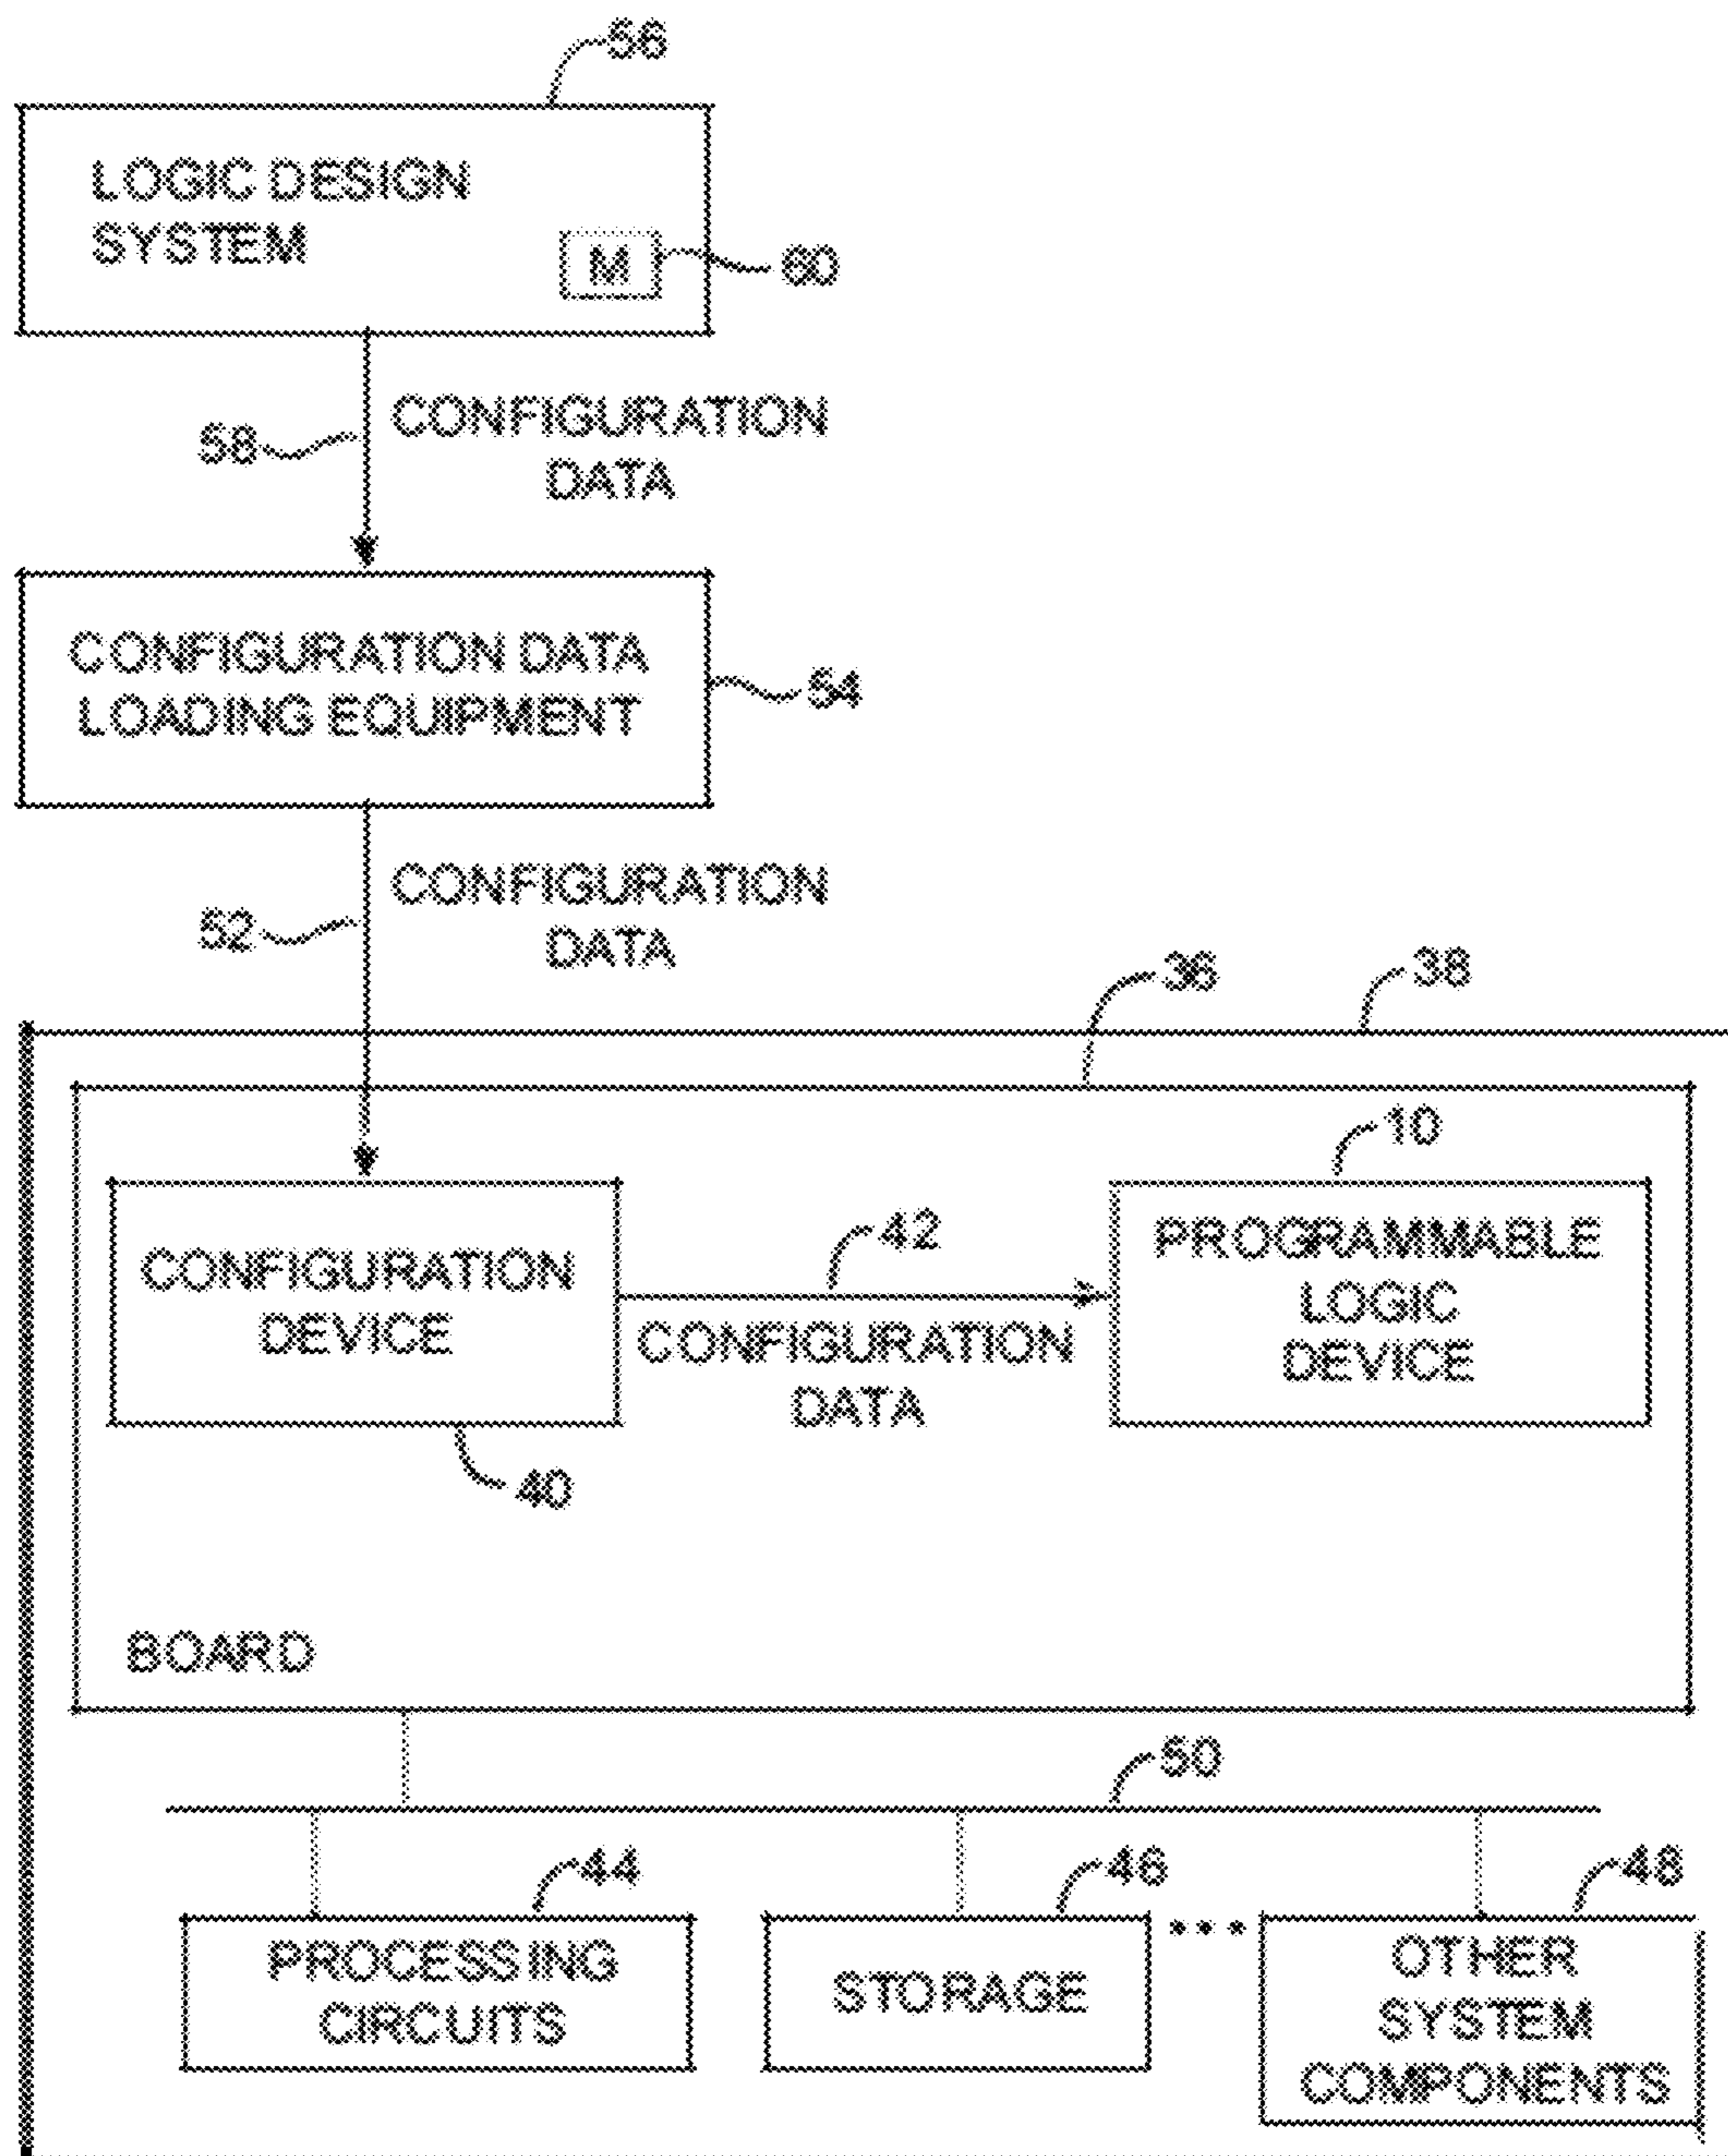 56
LOGIC DESIGN
SYSTEM
M
60
58
CONFIGURATION
DATA
CONFIGURATION DATA
LOADING EQUIPMENT
54
52
CONFIGURATION
DATA
36
38
10
CONFIGURATION
DEVICE
42
CONFIGURATION
DATA
PROGRAMMABLE
LOGIC
DEVICE
40
BOARD
50
44
46
48
PROCESSING
CIRCUITS
STORAGE
...
OTHER
SYSTEM
COMPONENTS